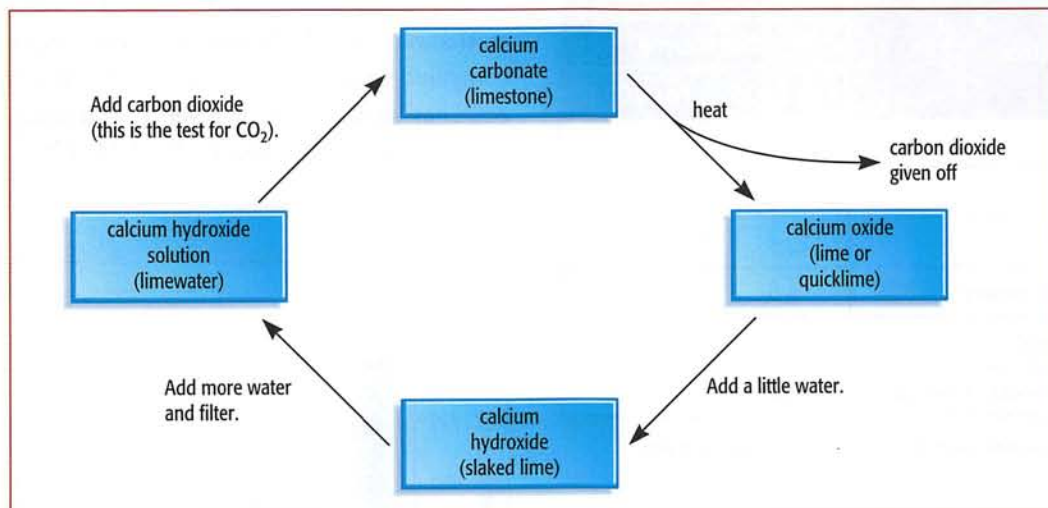 calcium
carbonate
(limestone)
Add carbon dioxide
(this is the test for CO₂).
heat
carbon dioxide
given off
calcium hydroxide
solution
(limewater)
calcium oxide
(lime or
quicklime)
Add more water
and filter.
Add a little water.
calcium
hydroxide
(slaked lime)